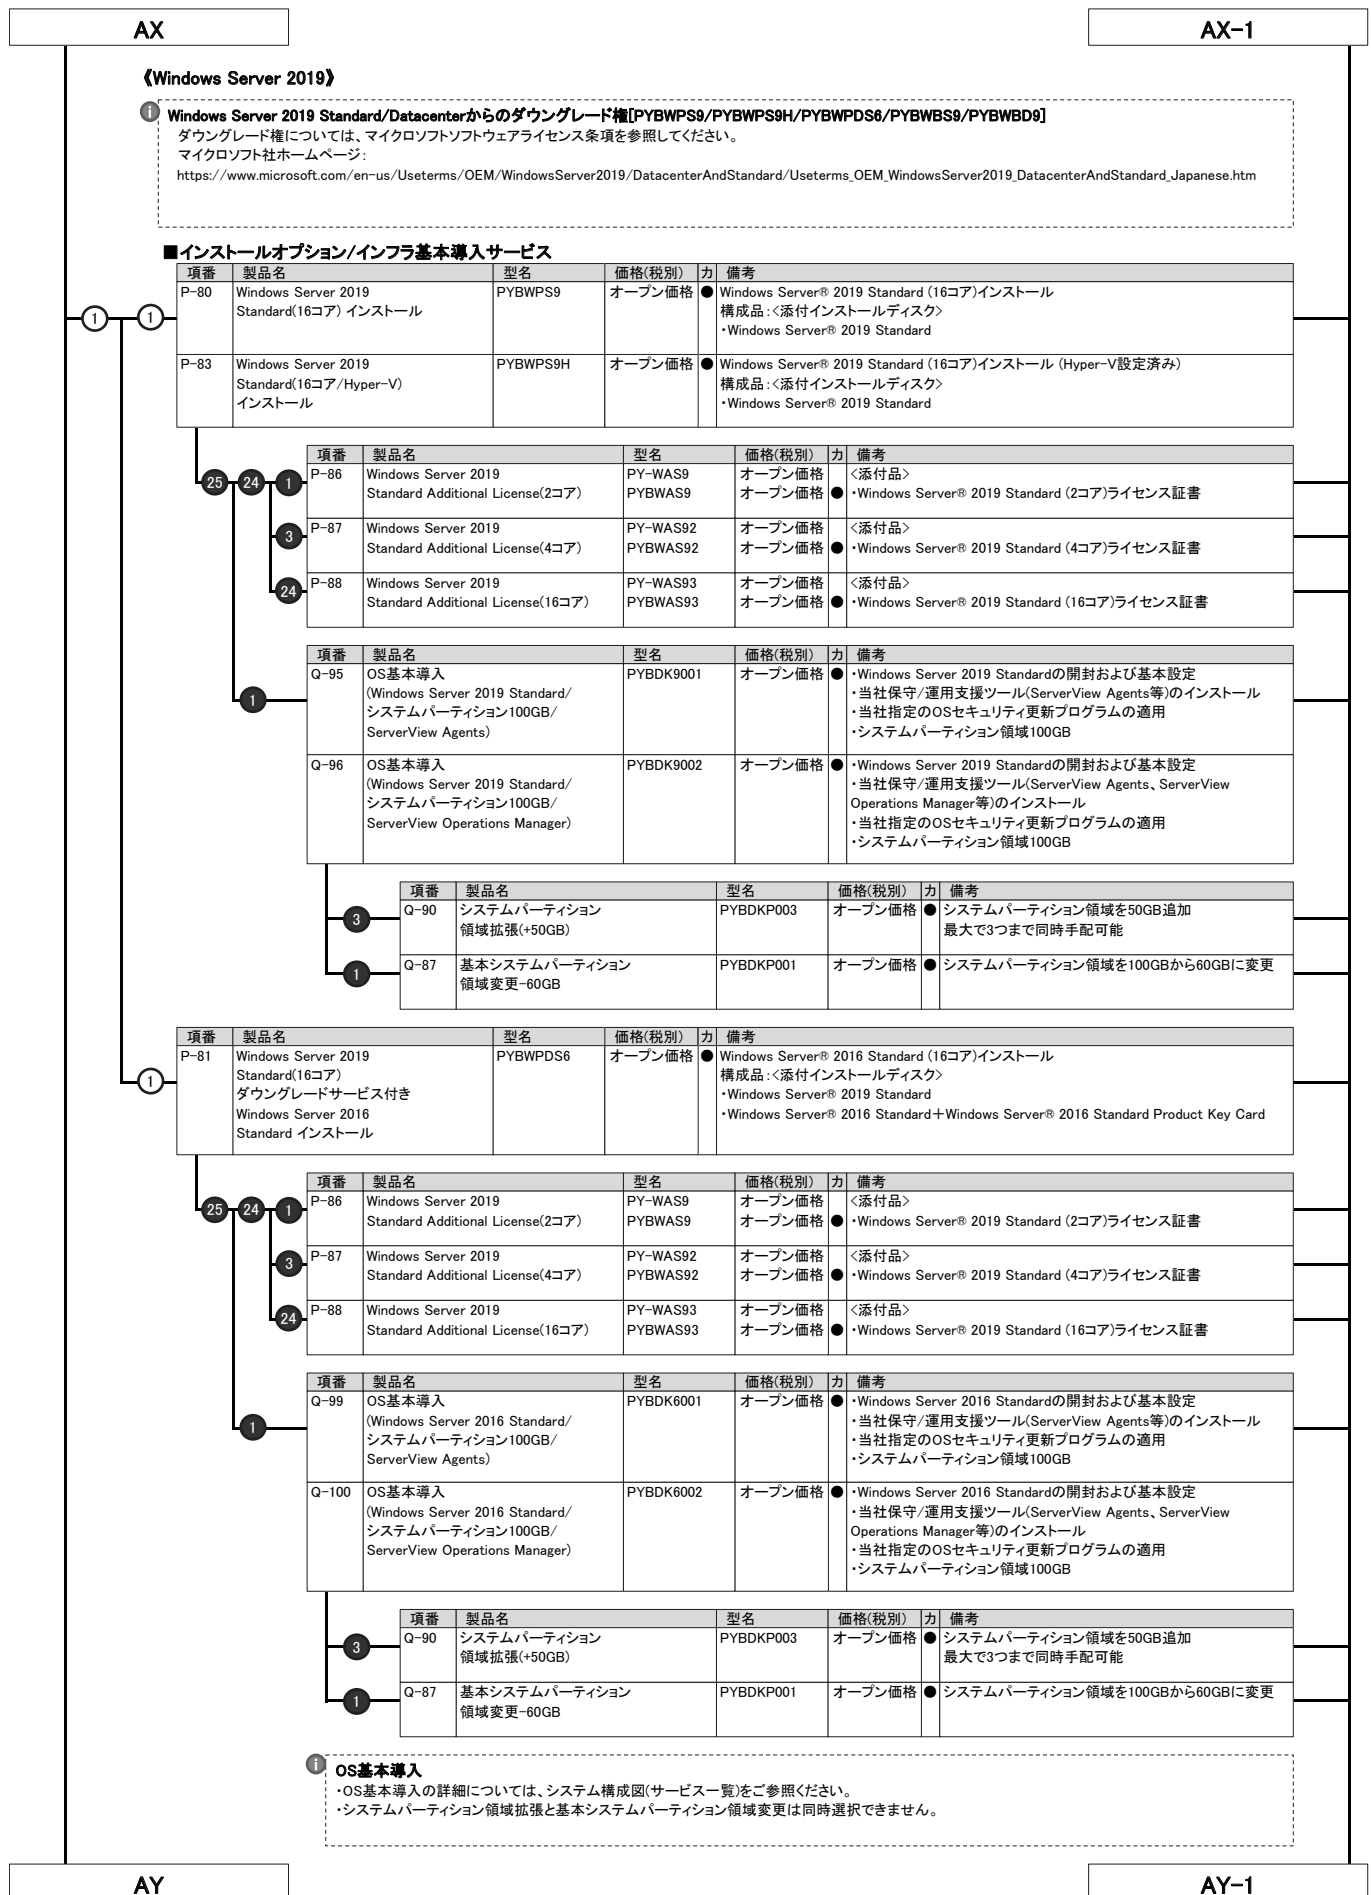 AX
AX-1
《Windows Server 2019》
Windows Server 2019 Standard/Datacenterからのダウングレード権[PYBWPS9/PYBWPS9H/PYBWPDS6/PYBWBS9/PYBWBD9]
ダウングレード権については、マイクロソフトソフトウェアライセンス条項を参照してください。
マイクロソフト社ホームページ:
https://www.microsoft.com/en-us/Useterms/OEM/WindowsServer2019/DatacenterAndStandard/Useterms_OEM_WindowsServer2019_DatacenterAndStandard_Japanese.htm
■インストールオプション/インフラ基本導入サービス
項番 製品名 型名 価格(税別) カ 備考
1 1 P-80 Windows Server 2019 PYBWPS9 オープン価格 ● Windows Server® 2019 Standard (16コア)インストール
Standard(16コア) インストール 構成品:<添付インストールディスク>
・Windows Server® 2019 Standard
P-83 Windows Server 2019 PYBWPS9H オープン価格 ● Windows Server® 2019 Standard (16コア)インストール (Hyper-V設定済み)
Standard(16コア/Hyper-V) 構成品:<添付インストールディスク>
インストール ・Windows Server® 2019 Standard
項番 製品名 型名 価格(税別) カ 備考
25 24 1 P-86 Windows Server 2019 PY-WAS9 オープン価格 <添付品>
Standard Additional License(2コア) PYBWAS9 オープン価格 ● ・Windows Server® 2019 Standard (2コア)ライセンス証書
3 P-87 Windows Server 2019 PY-WAS92 オープン価格 <添付品>
Standard Additional License(4コア) PYBWAS92 オープン価格 ● ・Windows Server® 2019 Standard (4コア)ライセンス証書
24 P-88 Windows Server 2019 PY-WAS93 オープン価格 <添付品>
Standard Additional License(16コア) PYBWAS93 オープン価格 ● ・Windows Server® 2019 Standard (16コア)ライセンス証書
項番 製品名 型名 価格(税別) カ 備考
1 Q-95 OS基本導入 PYBDK9001 オープン価格 ● ・Windows Server 2019 Standardの開封および基本設定
(Windows Server 2019 Standard/ ・当社保守/運用支援ツール(ServerView Agents等)のインストール
システムパーティション100GB/ ・当社指定のOSセキュリティ更新プログラムの適用
ServerView Agents) ・システムパーティション領域100GB
Q-96 OS基本導入 PYBDK9002 オープン価格 ● ・Windows Server 2019 Standardの開封および基本設定
(Windows Server 2019 Standard/ ・当社保守/運用支援ツール(ServerView Agents、ServerView
システムパーティション100GB/ Operations Manager等)のインストール
ServerView Operations Manager) ・当社指定のOSセキュリティ更新プログラムの適用
・システムパーティション領域100GB
項番 製品名 型名 価格(税別) カ 備考
3 Q-90 システムパーティション PYBDKP003 オープン価格 ● システムパーティション領域を50GB追加
領域拡張(+50GB) 最大で3つまで同時手配可能
1 Q-87 基本システムパーティション PYBDKP001 オープン価格 ● システムパーティション領域を100GBから60GBに変更
領域変更-60GB
項番 製品名 型名 価格(税別) カ 備考
1 P-81 Windows Server 2019 PYBWPDS6 オープン価格 ● Windows Server® 2016 Standard (16コア)インストール
Standard(16コア) 構成品:<添付インストールディスク>
ダウングレードサービス付き ・Windows Server® 2019 Standard
Windows Server 2016 ・Windows Server® 2016 Standard+Windows Server® 2016 Standard Product Key Card
Standard インストール
項番 製品名 型名 価格(税別) カ 備考
25 24 1 P-86 Windows Server 2019 PY-WAS9 オープン価格 <添付品>
Standard Additional License(2コア) PYBWAS9 オープン価格 ● ・Windows Server® 2019 Standard (2コア)ライセンス証書
3 P-87 Windows Server 2019 PY-WAS92 オープン価格 <添付品>
Standard Additional License(4コア) PYBWAS92 オープン価格 ● ・Windows Server® 2019 Standard (4コア)ライセンス証書
24 P-88 Windows Server 2019 PY-WAS93 オープン価格 <添付品>
Standard Additional License(16コア) PYBWAS93 オープン価格 ● ・Windows Server® 2019 Standard (16コア)ライセンス証書
項番 製品名 型名 価格(税別) カ 備考
1 Q-99 OS基本導入 PYBDK6001 オープン価格 ● ・Windows Server 2016 Standardの開封および基本設定
(Windows Server 2016 Standard/ ・当社保守/運用支援ツール(ServerView Agents等)のインストール
システムパーティション100GB/ ・当社指定のOSセキュリティ更新プログラムの適用
ServerView Agents) ・システムパーティション領域100GB
Q-100 OS基本導入 PYBDK6002 オープン価格 ● ・Windows Server 2016 Standardの開封および基本設定
(Windows Server 2016 Standard/ ・当社保守/運用支援ツール(ServerView Agents、ServerView
システムパーティション100GB/ Operations Manager等)のインストール
ServerView Operations Manager) ・当社指定のOSセキュリティ更新プログラムの適用
・システムパーティション領域100GB
項番 製品名 型名 価格(税別) カ 備考
3 Q-90 システムパーティション PYBDKP003 オープン価格 ● システムパーティション領域を50GB追加
領域拡張(+50GB) 最大で3つまで同時手配可能
1 Q-87 基本システムパーティション PYBDKP001 オープン価格 ● システムパーティション領域を100GBから60GBに変更
領域変更-60GB
OS基本導入
・OS基本導入の詳細については、システム構成図(サービス一覧)をご参照ください。
・システムパーティション領域拡張と基本システムパーティション領域変更は同時選択できません。
AY
AY-1